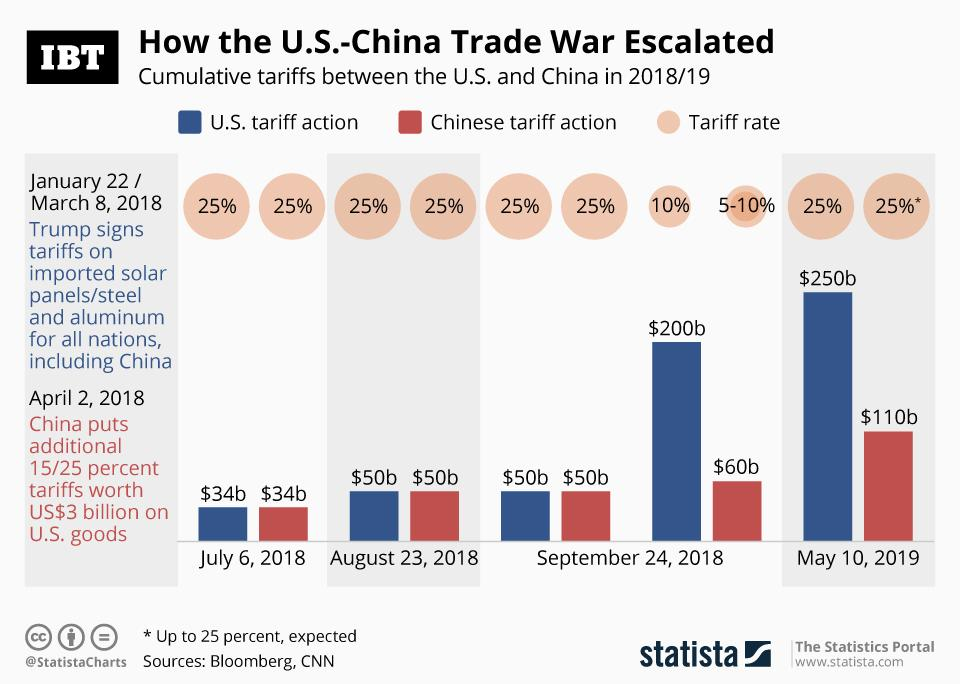 IBT
How the U.S.-China Trade War Escalated
Cumulative tariffs between the U.S. and China in 2018/19
U.S. tariff action
Chinese tariff action
Tariff rate
January 22 /
March 8, 2018
Trump signs
tariffs on
imported solar
panels/steel
and aluminum
for all nations,
including China
April 2, 2018
China puts
additional
15/25 percent
tariffs worth
US$3 billion on
U.S. goods
25% 25% 25% 25% 25% 25% 10% 5-10% 25% 25%*
$34b $34b
$50b $50b
$50b $50b
$200b
$60b
$250b
$110b
July 6, 2018
August 23, 2018
September 24, 2018
May 10, 2019
cc
@StatistaCharts
* Up to 25 percent, expected
Sources: Bloomberg, CNN
statista
The Statistics Portal
www.statista.com